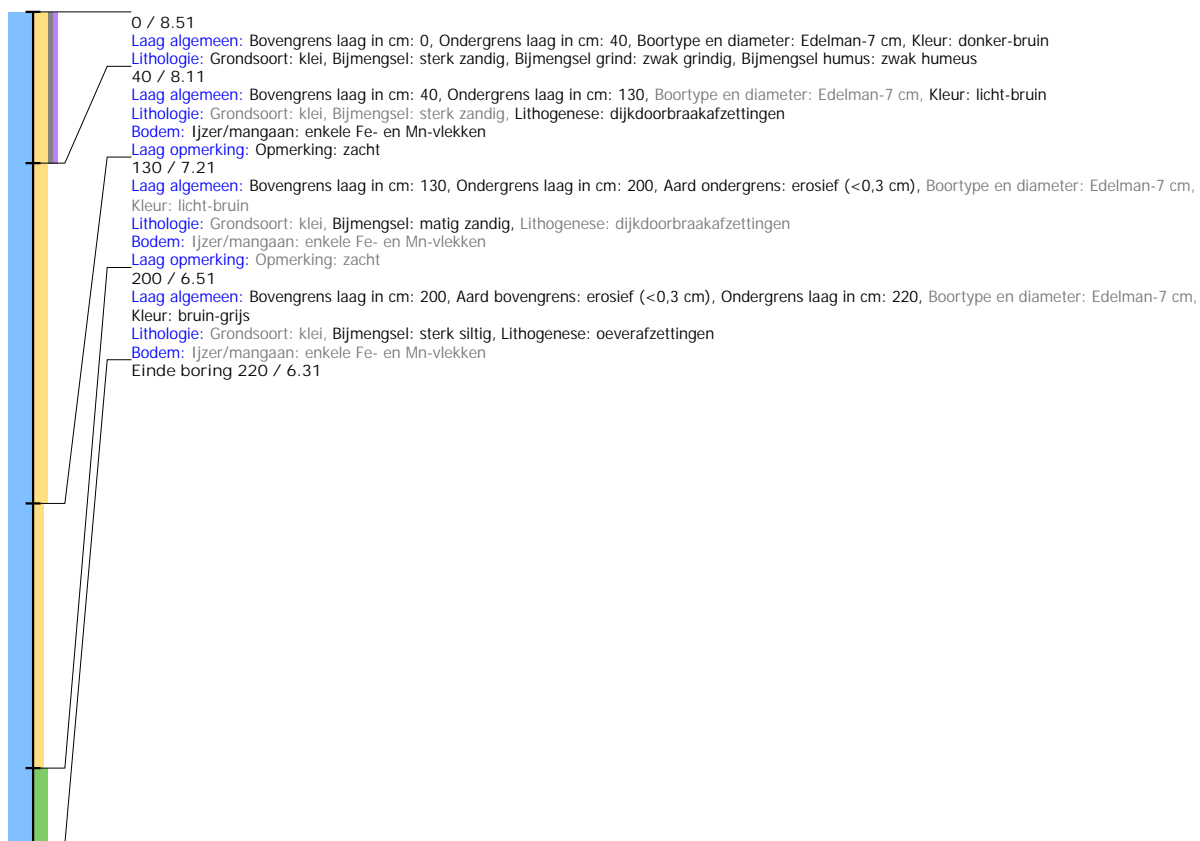 0 / 8.51
Laag algemeen: Bovengrens laag in cm: 0, Ondergrens laag in cm: 40, Boortype en diameter: Edelman-7 cm, Kleur: donker-bruin
Lithologie: Grondsoort: klei, Bijmengsel: sterk zandig, Bijmengsel grind: zwak grindig, Bijmengsel humus: zwak humeus
40 / 8.11
Laag algemeen: Bovengrens laag in cm: 40, Ondergrens laag in cm: 130, Boortype en diameter: Edelman-7 cm, Kleur: licht-bruin
Lithologie: Grondsoort: klei, Bijmengsel: sterk zandig, Lithogenese: dijkdoorbraakafzettingen
Bodem: Ijzer/mangaan: enkele Fe- en Mn-vlekken
Laag opmerking: Opmerking: zacht
130 / 7.21
Laag algemeen: Bovengrens laag in cm: 130, Ondergrens laag in cm: 200, Aard ondergrens: erosief (<0,3 cm), Boortype en diameter: Edelman-7 cm,
Kleur: licht-bruin
Lithologie: Grondsoort: klei, Bijmengsel: matig zandig, Lithogenese: dijkdoorbraakafzettingen
Bodem: Ijzer/mangaan: enkele Fe- en Mn-vlekken
Laag opmerking: Opmerking: zacht
200 / 6.51
Laag algemeen: Bovengrens laag in cm: 200, Aard bovengrens: erosief (<0,3 cm), Ondergrens laag in cm: 220, Boortype en diameter: Edelman-7 cm,
Kleur: bruin-grijs
Lithologie: Grondsoort: klei, Bijmengsel: sterk siltig, Lithogenese: oeverafzettingen
Bodem: Ijzer/mangaan: enkele Fe- en Mn-vlekken
Einde boring 220 / 6.31